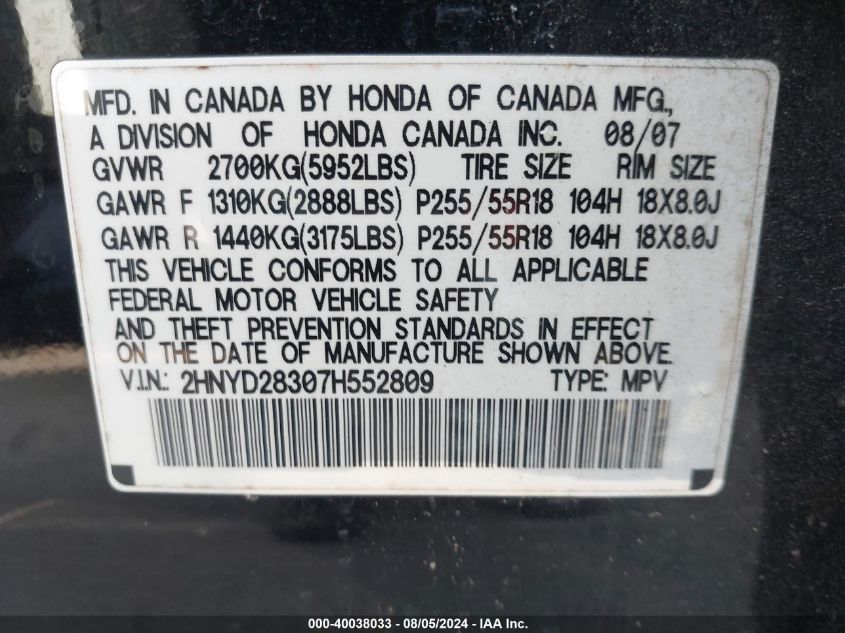 MFD. IN CANADA BY HONDA OF CANADA MFG.,
A DIVISION OF HONDA CANADA INC. 08/07
GVWR 2700KG(5952LBS) TIRE SIZE RIM SIZE
GAWR F 1310KG(2888LBS) P255/55R18 104H 18X8.0J
GAWR R 1440KG(3175LBS) P255/55R18 104H 18X8.0J
THIS VEHICLE CONFORMS TO ALL APPLICABLE
FEDERAL MOTOR VEHICLE SAFETY
AND THEFT PREVENTION STANDARDS IN EFFECT
ON THE DATE OF MANUFACTURE SHOWN ABOVE.
V.I.N.: 2HNYD28307H552809 TYPE: MPV
000-40038033 - 08/05/2024 - IAA Inc.